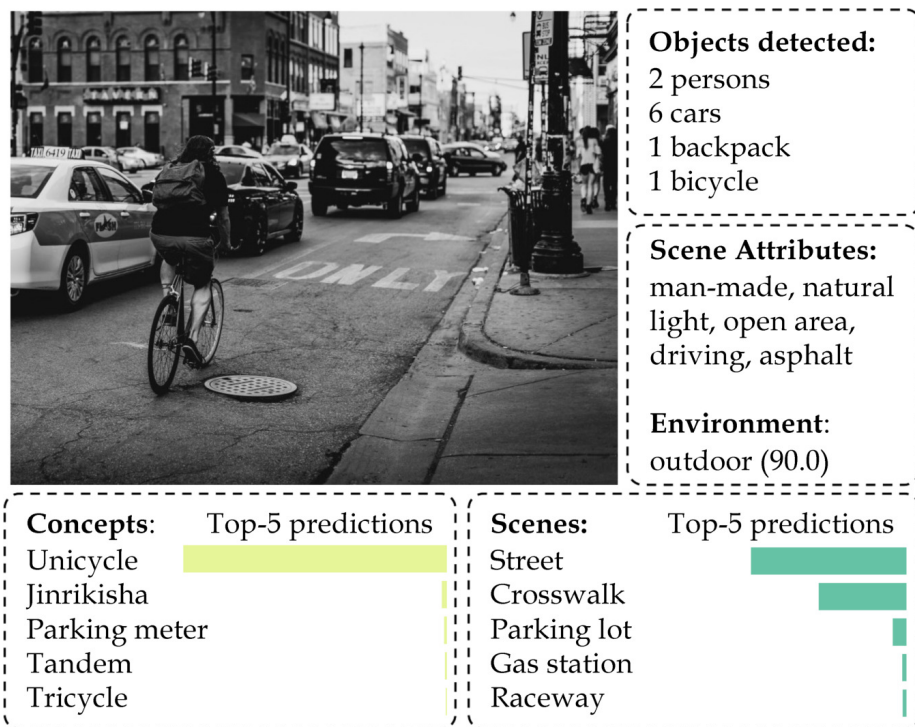 TAVERN
6419
FLASH
ONLY
Objects detected:
2 persons
6 cars
1 backpack
1 bicycle
Scene Attributes:
man-made, natural
light, open area,
driving, asphalt
Environment:
outdoor (90.0)
Concepts: Top-5 predictions
Unicycle
Jinrikisha
Parking meter
Tandem
Tricycle
Scenes: Top-5 predictions
Street
Crosswalk
Parking lot
Gas station
Raceway